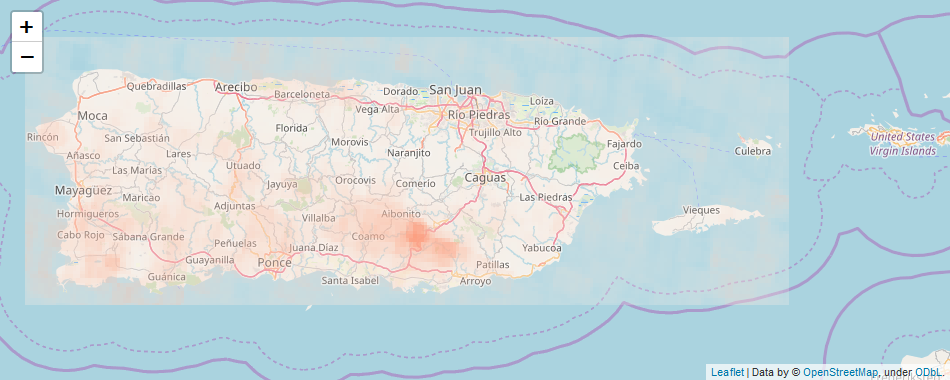 +
−
Quebradillas
Arecibo
Barceloneta
Dorado
San Juan
Vega Alta
Loíza
Moca
Río Piedras
Río Grande
Rincón
San Sebastián
Florida
Morovis
Trujillo Alto
Fajardo
United States
Virgin Islands
Añasco
Lares
Naranjito
Culebra
Las Marías
Utuado
Ceiba
Mayagüez
Maricao
Jayuya
Orocovis
Comerío
Caguas
Las Piedras
Hormigueros
Adjuntas
Villalba
Aibonito
Vieques
Cabo Rojo
Sábana Grande
Peñuelas
Coamo
Juana Díaz
Yabucoa
Guayanilla
Ponce
Patillas
Guánica
Santa Isabel
Arroyo
Leaflet | Data by © OpenStreetMap, under ODbL.